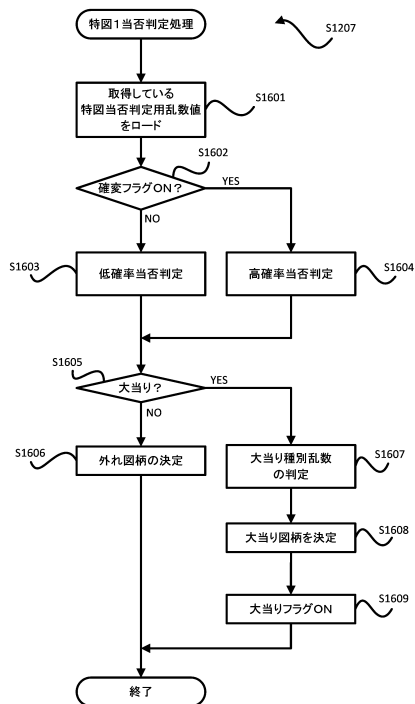 特図1当否判定処理
S1207
取得している
特図当否判定用乱数値
をロード
S1601
S1602
確変フラグON?
YES
NO
S1603
低確率当否判定
高確率当否判定
S1604
S1605
大当り?
YES
NO
S1606
外れ図柄の決定
大当り種別乱数
の判定
S1607
大当り図柄を決定
S1608
大当りフラグON
S1609
終了